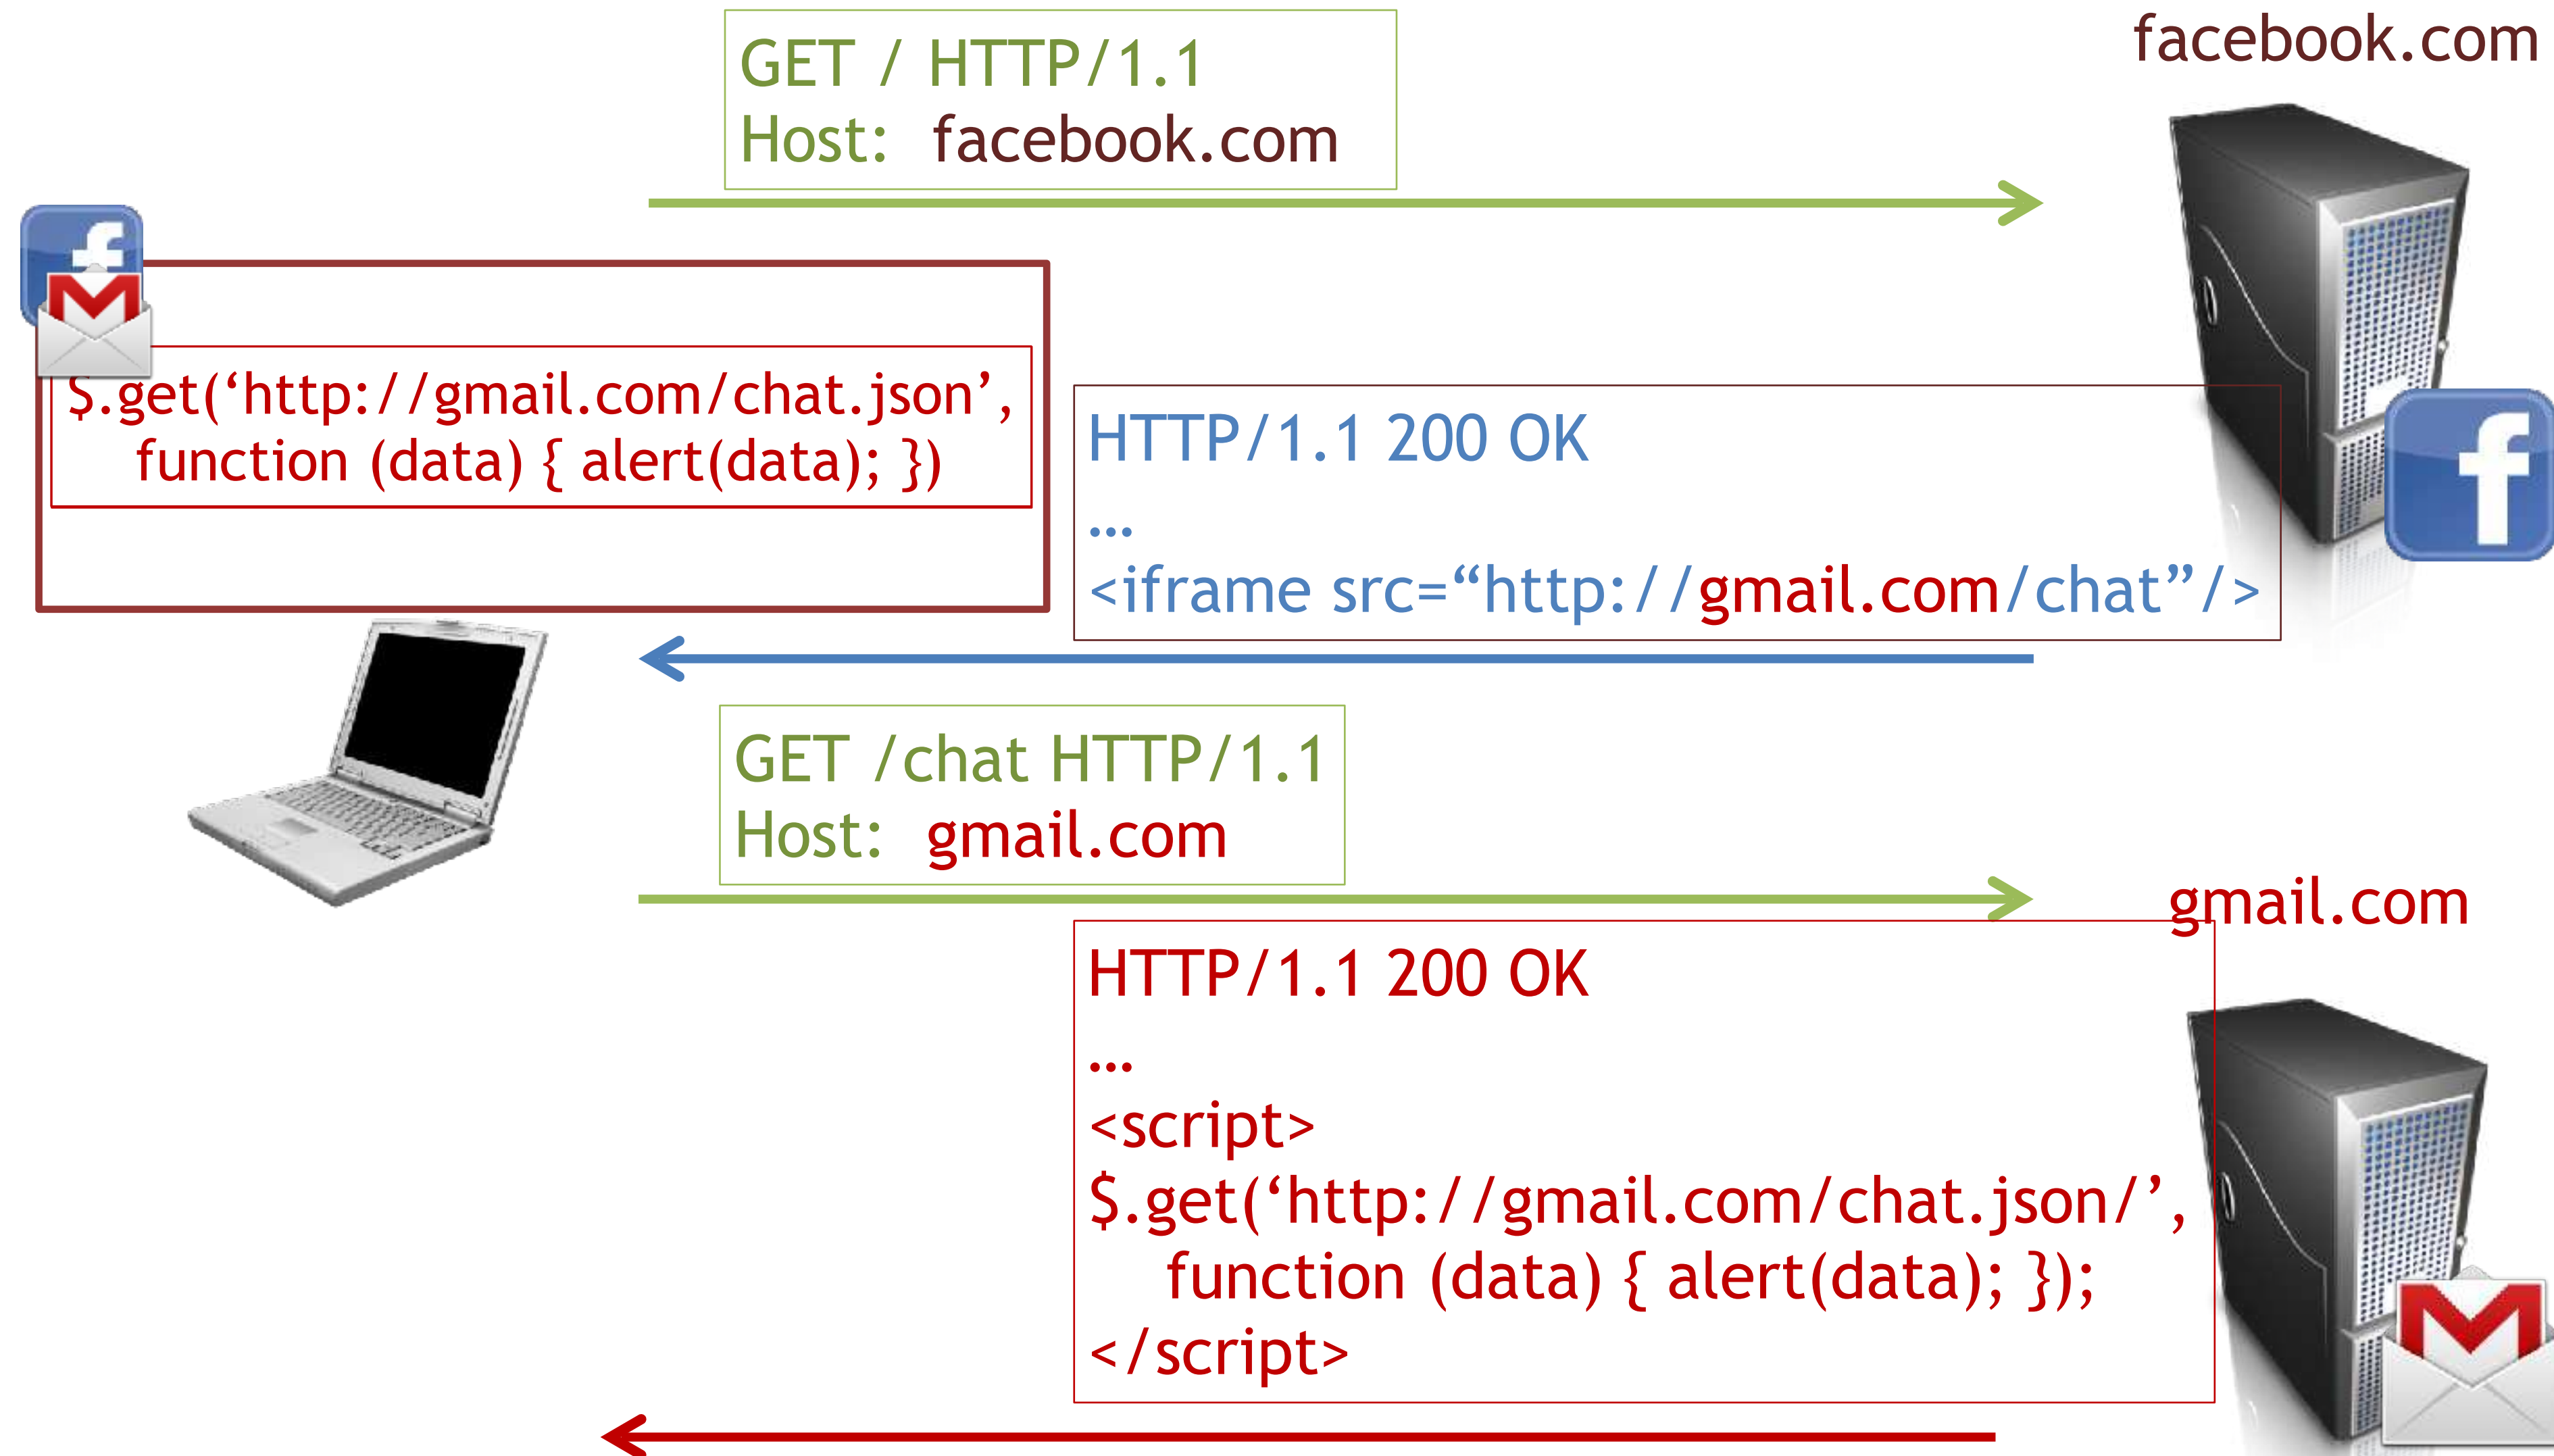 facebook.com
GET / HTTP/1.1
Host: facebook.com
$.get(‘http://gmail.com/chat.json’,
function (data) { alert(data); })
HTTP/1.1 200 OK
…
<iframe src=“http://gmail.com/chat”/>
GET /chat HTTP/1.1
Host: gmail.com
gmail.com
HTTP/1.1 200 OK
…
<script>
$.get(‘http://gmail.com/chat.json/’,
function (data) { alert(data); });
</script>